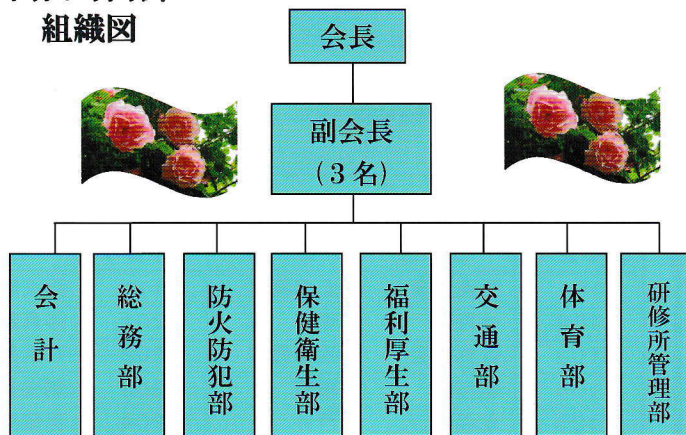 組織図
会長
副会長
(3名)
会計
総務部
防火防犯部
保健衛生部
福利厚生部
交通部
体育部
研修所管理部